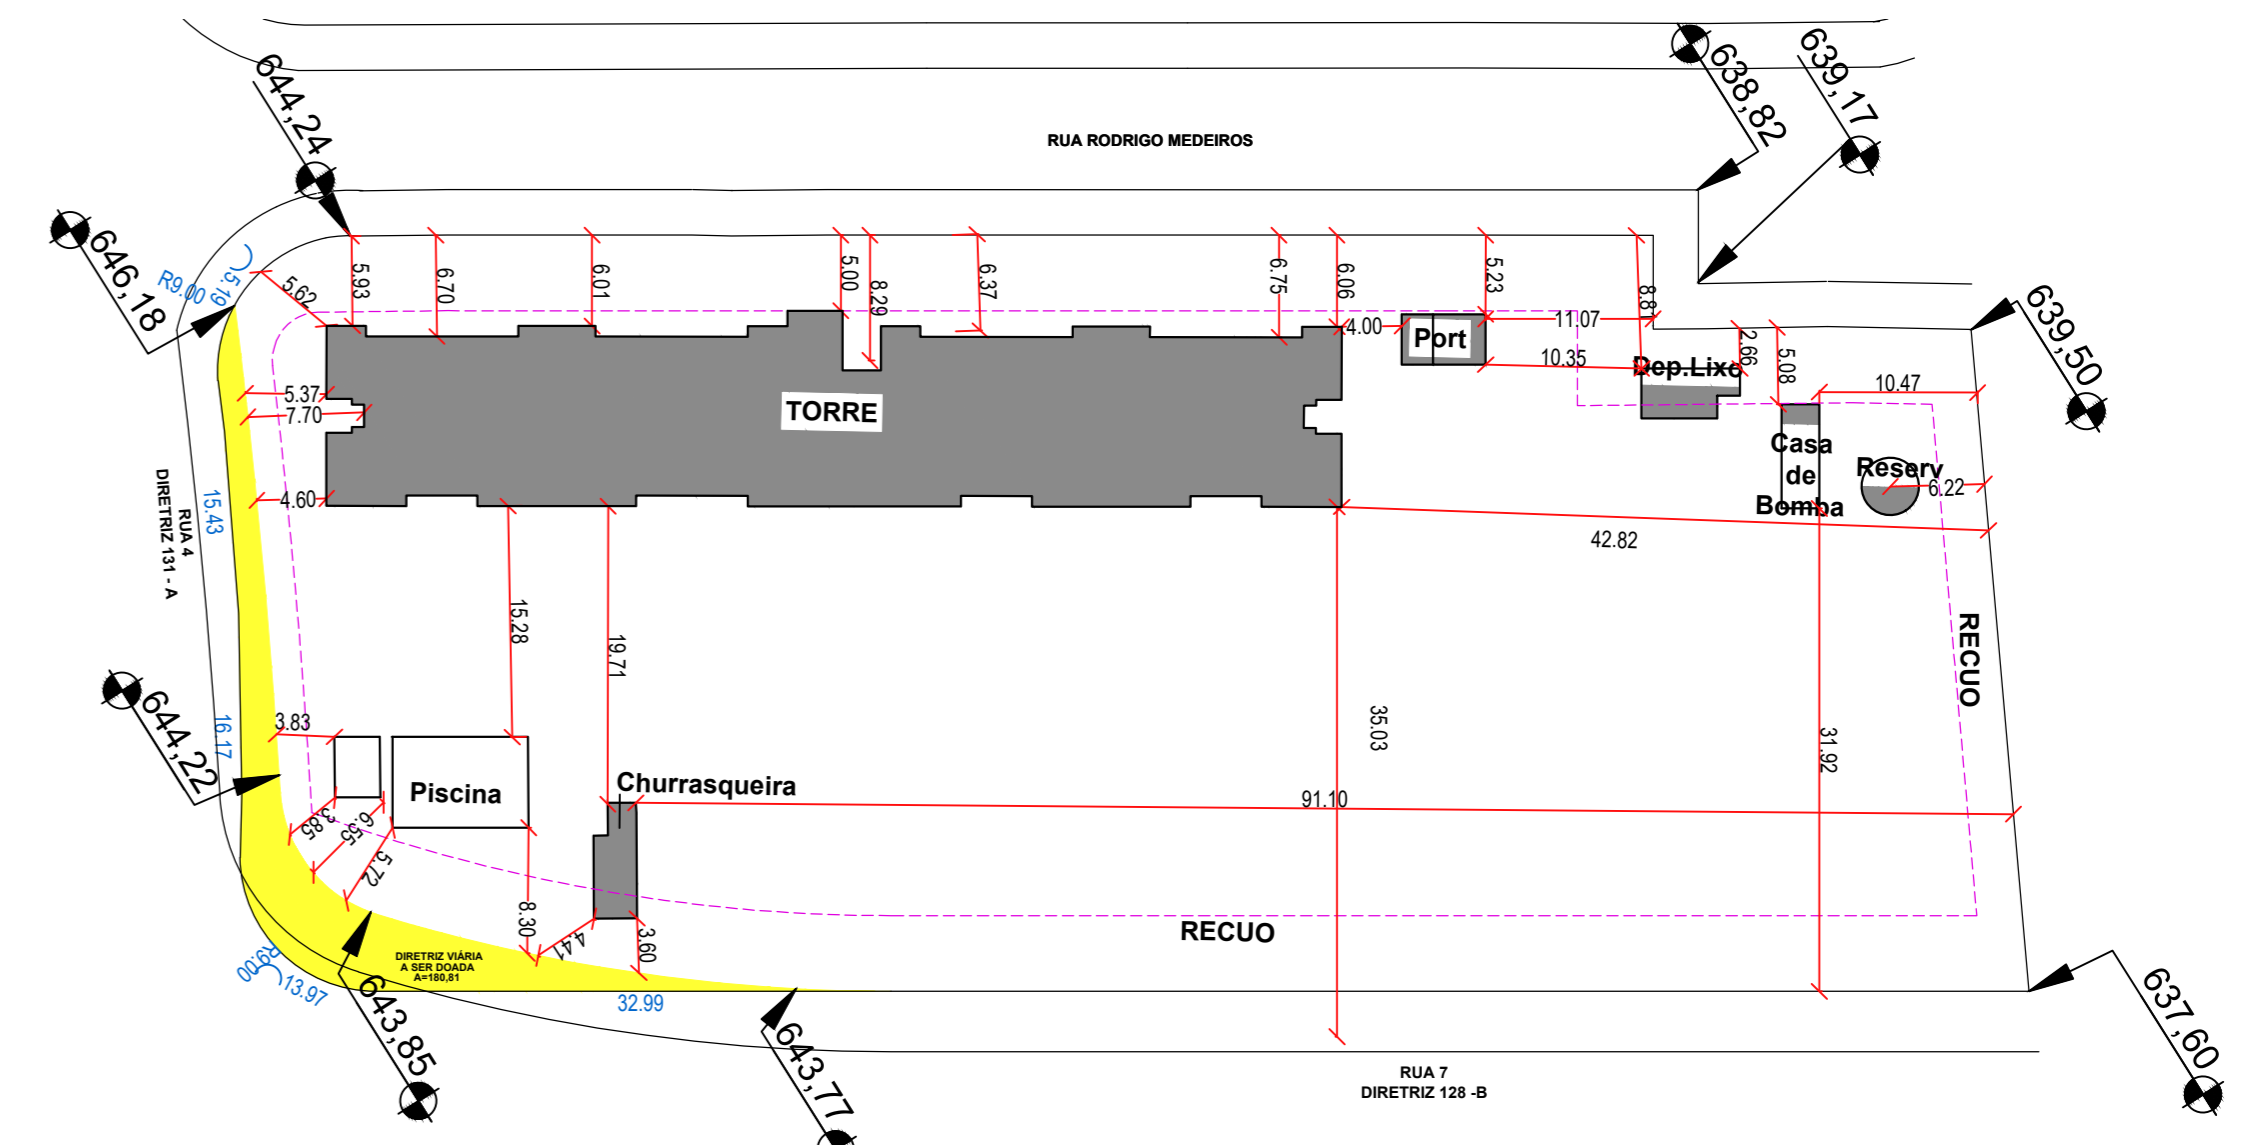 644,24
638,82
639,17
RUA RODRIGO MEDEIROS
646,18
R9.00
5.19
5.62
5.93
6.70
6.01
5.00
8.29
6.37
6.75
6.06
5.23
8.81
4.00
Port
11.07
10.35
Dep.Lixo
2.66
5.08
10.47
639,50
5.37
7.70
TORRE
4.60
Casa
de
Bomba
Reserv
6.22
42.82
RUA 4
DIRETRIZ 131 - A
15.43
15.28
19.71
RECUO
644,22
16.17
3.83
35.03
31.92
Piscina
Churrasqueira
91.10
3.85
6.55
5.72
8.30
4.41
3.60
RECUO
DIRETRIZ VIÁRIA
A SER DOADA
A=180,81
R9.00
13.97
32.99
643,85
643,77
637,60
RUA 7
DIRETRIZ 128 -B